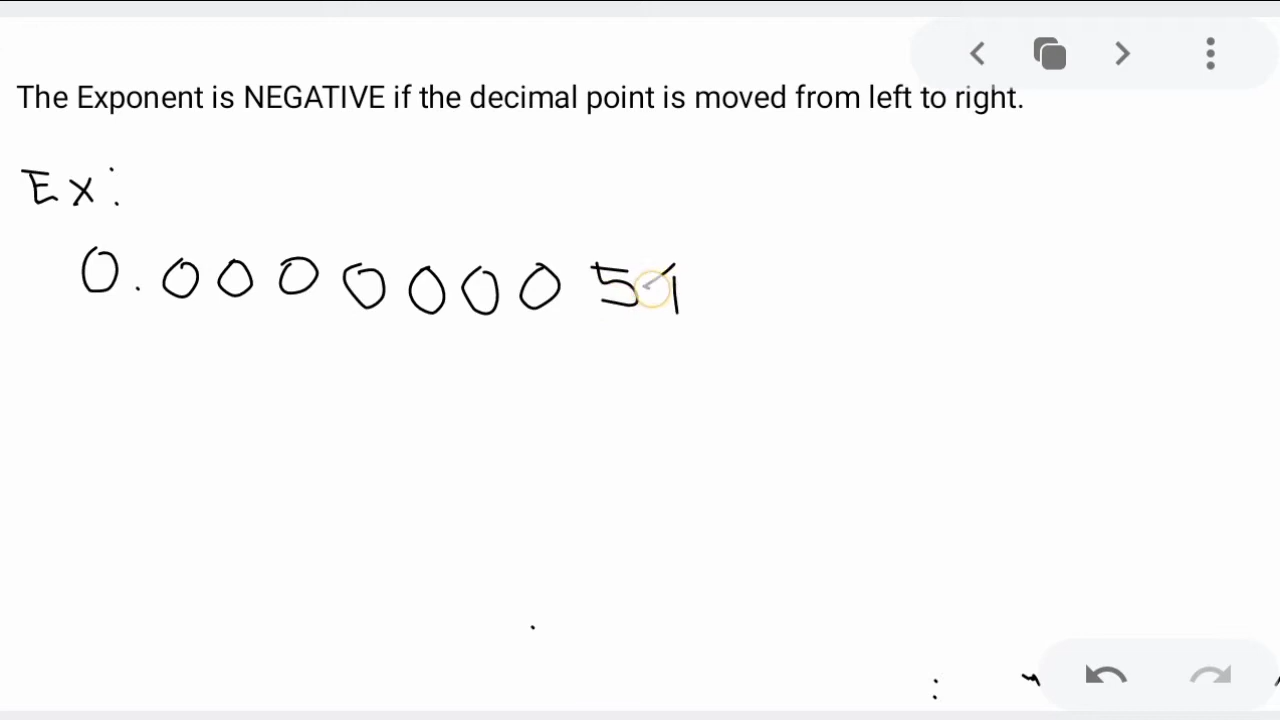 The Exponent is NEGATIVE if the decimal point is moved from left to right.
Ex:
0.000000051